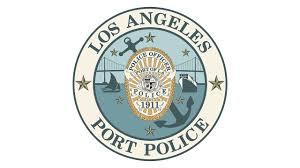 LOS ANGELES
PORT POLICE
POLICE OFFICER
POLICE
1911